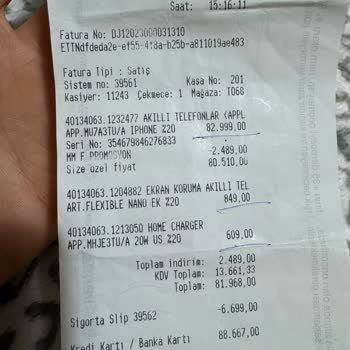 Saat: 15:16:11
Fatura No: DJ12023000031310
ETTNdfdeda2e-ef55-4f8a-b25b-a811019ae483
Fatura Tipi : Satış
Sistem no: 39561 Kasa No: 201
Kasiyer: 11243 Çekmece: 1 Mağaza: T068
40134063.1232477 AKILLI TELEFONLAR (APPL
APP.MU7A3TU/A IPHONE %20 82.999,00
Seri No: 354679846276833
MM F PROMOSYON -2.489,00
Size özel fiyat 80.510,00
40134063.1204882 EKRAN KORUMA AKILLI TEL
ART.FLEXIBLE NANO EK %20 849,00
40134063.1213050 HOME CHARGER
APP.MHJE3TU/A 20W US %20 609,00
Toplam indirim: 2.489,00
KDV Toplam: 13.661,33
Toplam: 81.968,00
Sigorta Slip 39562 -6.699,00
Kredi Kartı / Banka Kartı 88.667,00